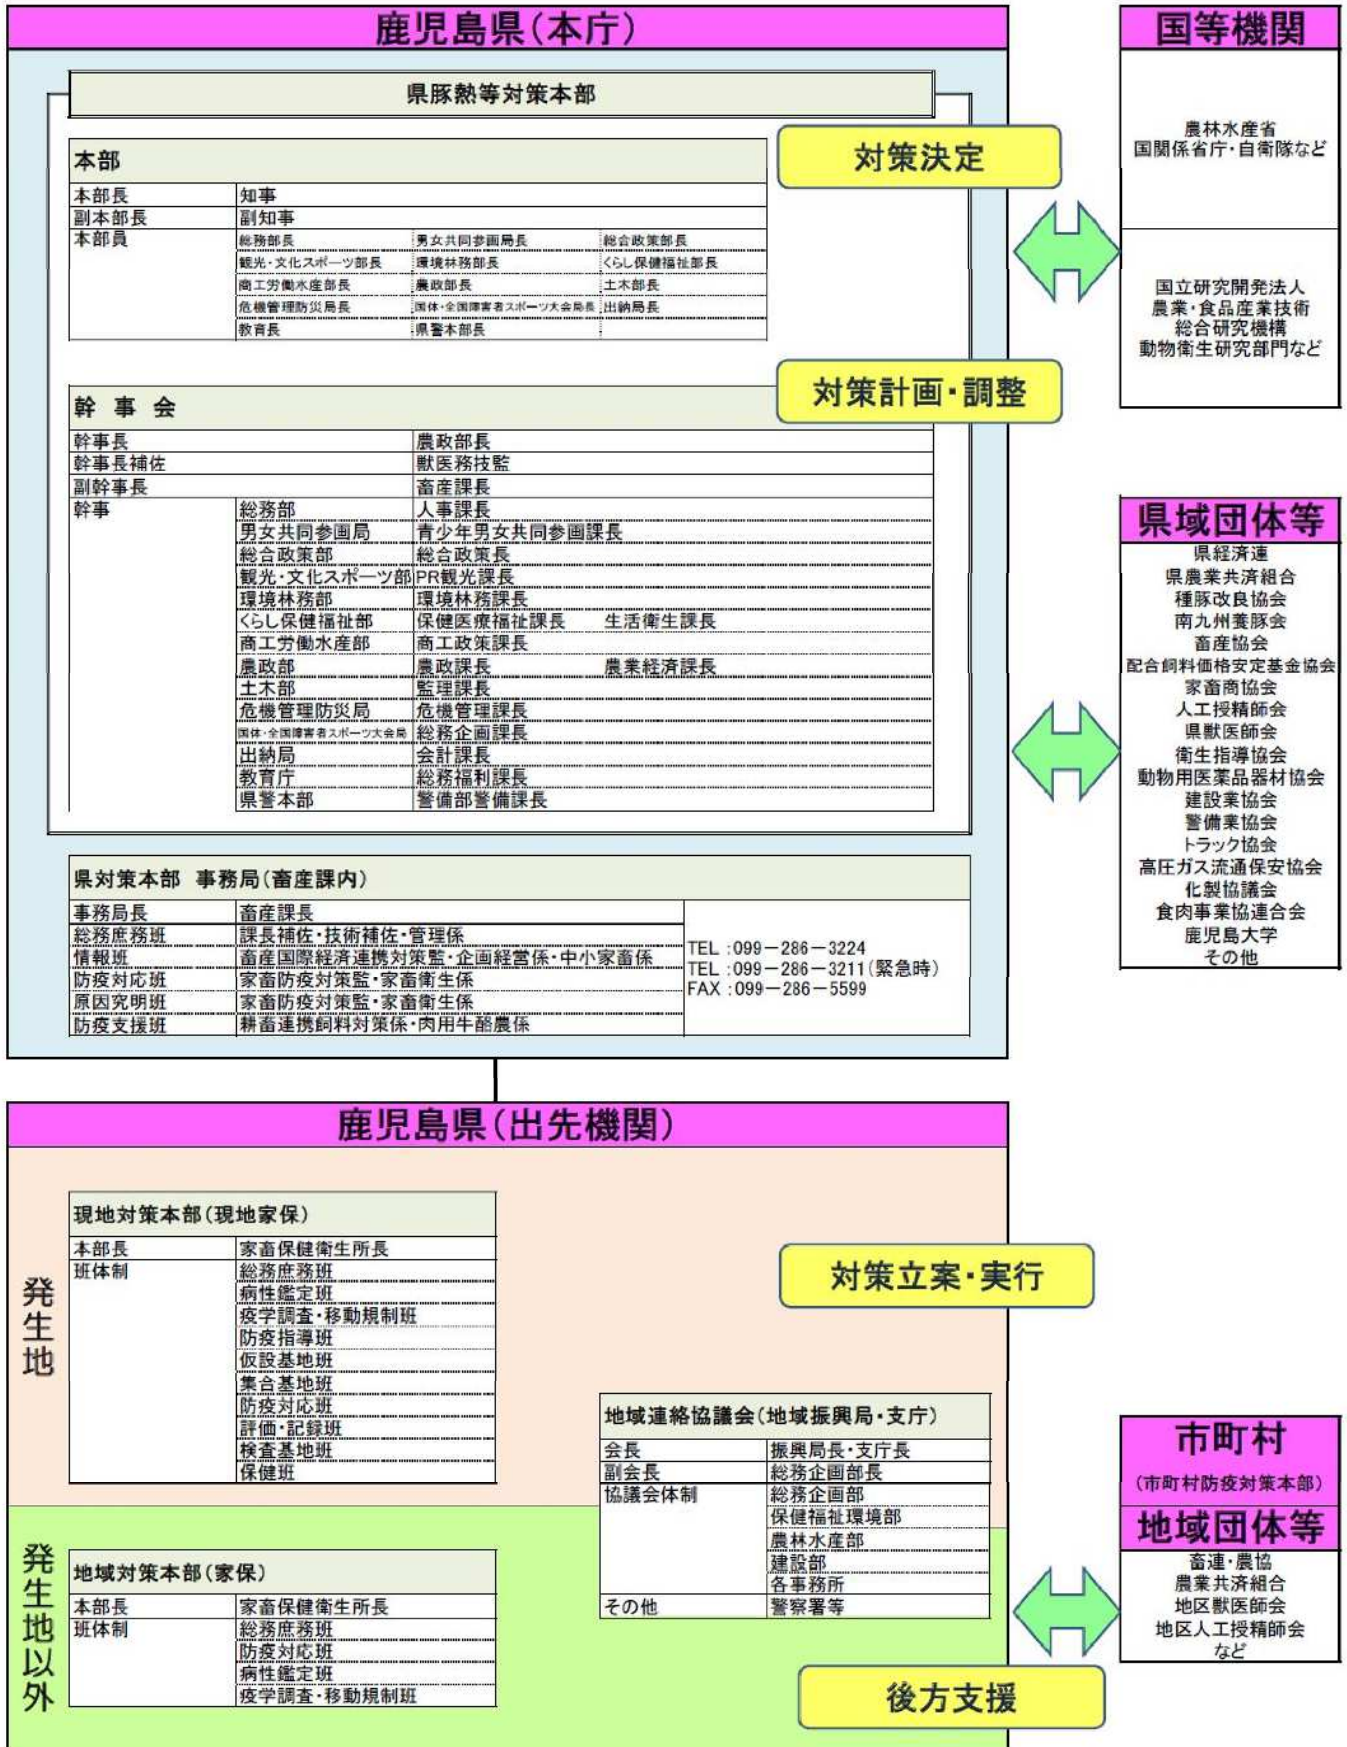 鹿児島県(本庁)
県豚熱等対策本部
対策決定
本部
本部長 知事
副本部長 副知事
本部員 総務部長 男女共同参画局長 総合政策部長
観光・文化スポーツ部長 環境林務部長 くらし保健福祉部長
商工労働水産部長 農政部長 土木部長
危機管理防災局長 国体・全国障害者スポーツ大会局長 出納局長
教育長 県警本部長
対策計画・調整
幹 事 会
幹事長 農政部長
幹事長補佐 獣医務技監
副幹事長 畜産課長
幹事 総務部 人事課長
男女共同参画局 青少年男女共同参画課長
総合政策部 総合政策長
観光・文化スポーツ部 PR観光課長
環境林務部 環境林務課長
くらし保健福祉部 保健医療福祉課長 生活衛生課長
商工労働水産部 商工政策課長
農政部 農政課長 農業経済課長
土木部 監理課長
危機管理防災局 危機管理課長
国体・全国障害者スポーツ大会局 総務企画課長
出納局 会計課長
教育庁 総務福利課長
県警本部 警備部警備課長
県対策本部 事務局(畜産課内)
事務局長 畜産課長
総務庶務班 課長補佐・技術補佐・管理係
情報班 畜産国際経済連携対策監・企画経営係・中小家畜係
防疫対応班 家畜防疫対策監・家畜衛生係
原因究明班 家畜防疫対策監・家畜衛生係
防疫支援班 耕畜連携飼料対策係・肉用牛酪農係
TEL:099-286-3224
TEL:099-286-3211(緊急時)
FAX:099-286-5599
国等機関
農林水産省
国関係省庁・自衛隊など
国立研究開発法人
農業・食品産業技術
総合研究機構
動物衛生研究部門など
県域団体等
県経済連
県農業共済組合
種豚改良協会
南九州養豚会
畜産協会
配合飼料価格安定基金協会
家畜商協会
人工授精師会
県獣医師会
衛生指導協会
動物用医薬品器材協会
建設業協会
警備業協会
トラック協会
高圧ガス流通保安協会
化製協議会
食肉事業協連合会
鹿児島大学
その他
鹿児島県(出先機関)
発生地
現地対策本部(現地家保)
本部長 家畜保健衛生所長
班体制 総務庶務班
病性鑑定班
疫学調査・移動規制班
防疫指導班
仮設基地班
集合基地班
防疫対応班
評価・記録班
検査基地班
保健班
対策立案・実行
地域連絡協議会(地域振興局・支庁)
会長 振興局長・支庁長
副会長 総務企画部長
協議会体制 総務企画部
保健福祉環境部
農林水産部
建設部
各事務所
その他 警察署等
発生地以外
地域対策本部(家保)
本部長 家畜保健衛生所長
班体制 総務庶務班
防疫対応班
病性鑑定班
疫学調査・移動規制班
後方支援
市町村
(市町村防疫対策本部)
地域団体等
畜連・農協
農業共済組合
地区獣医師会
地区人工授精師会
など